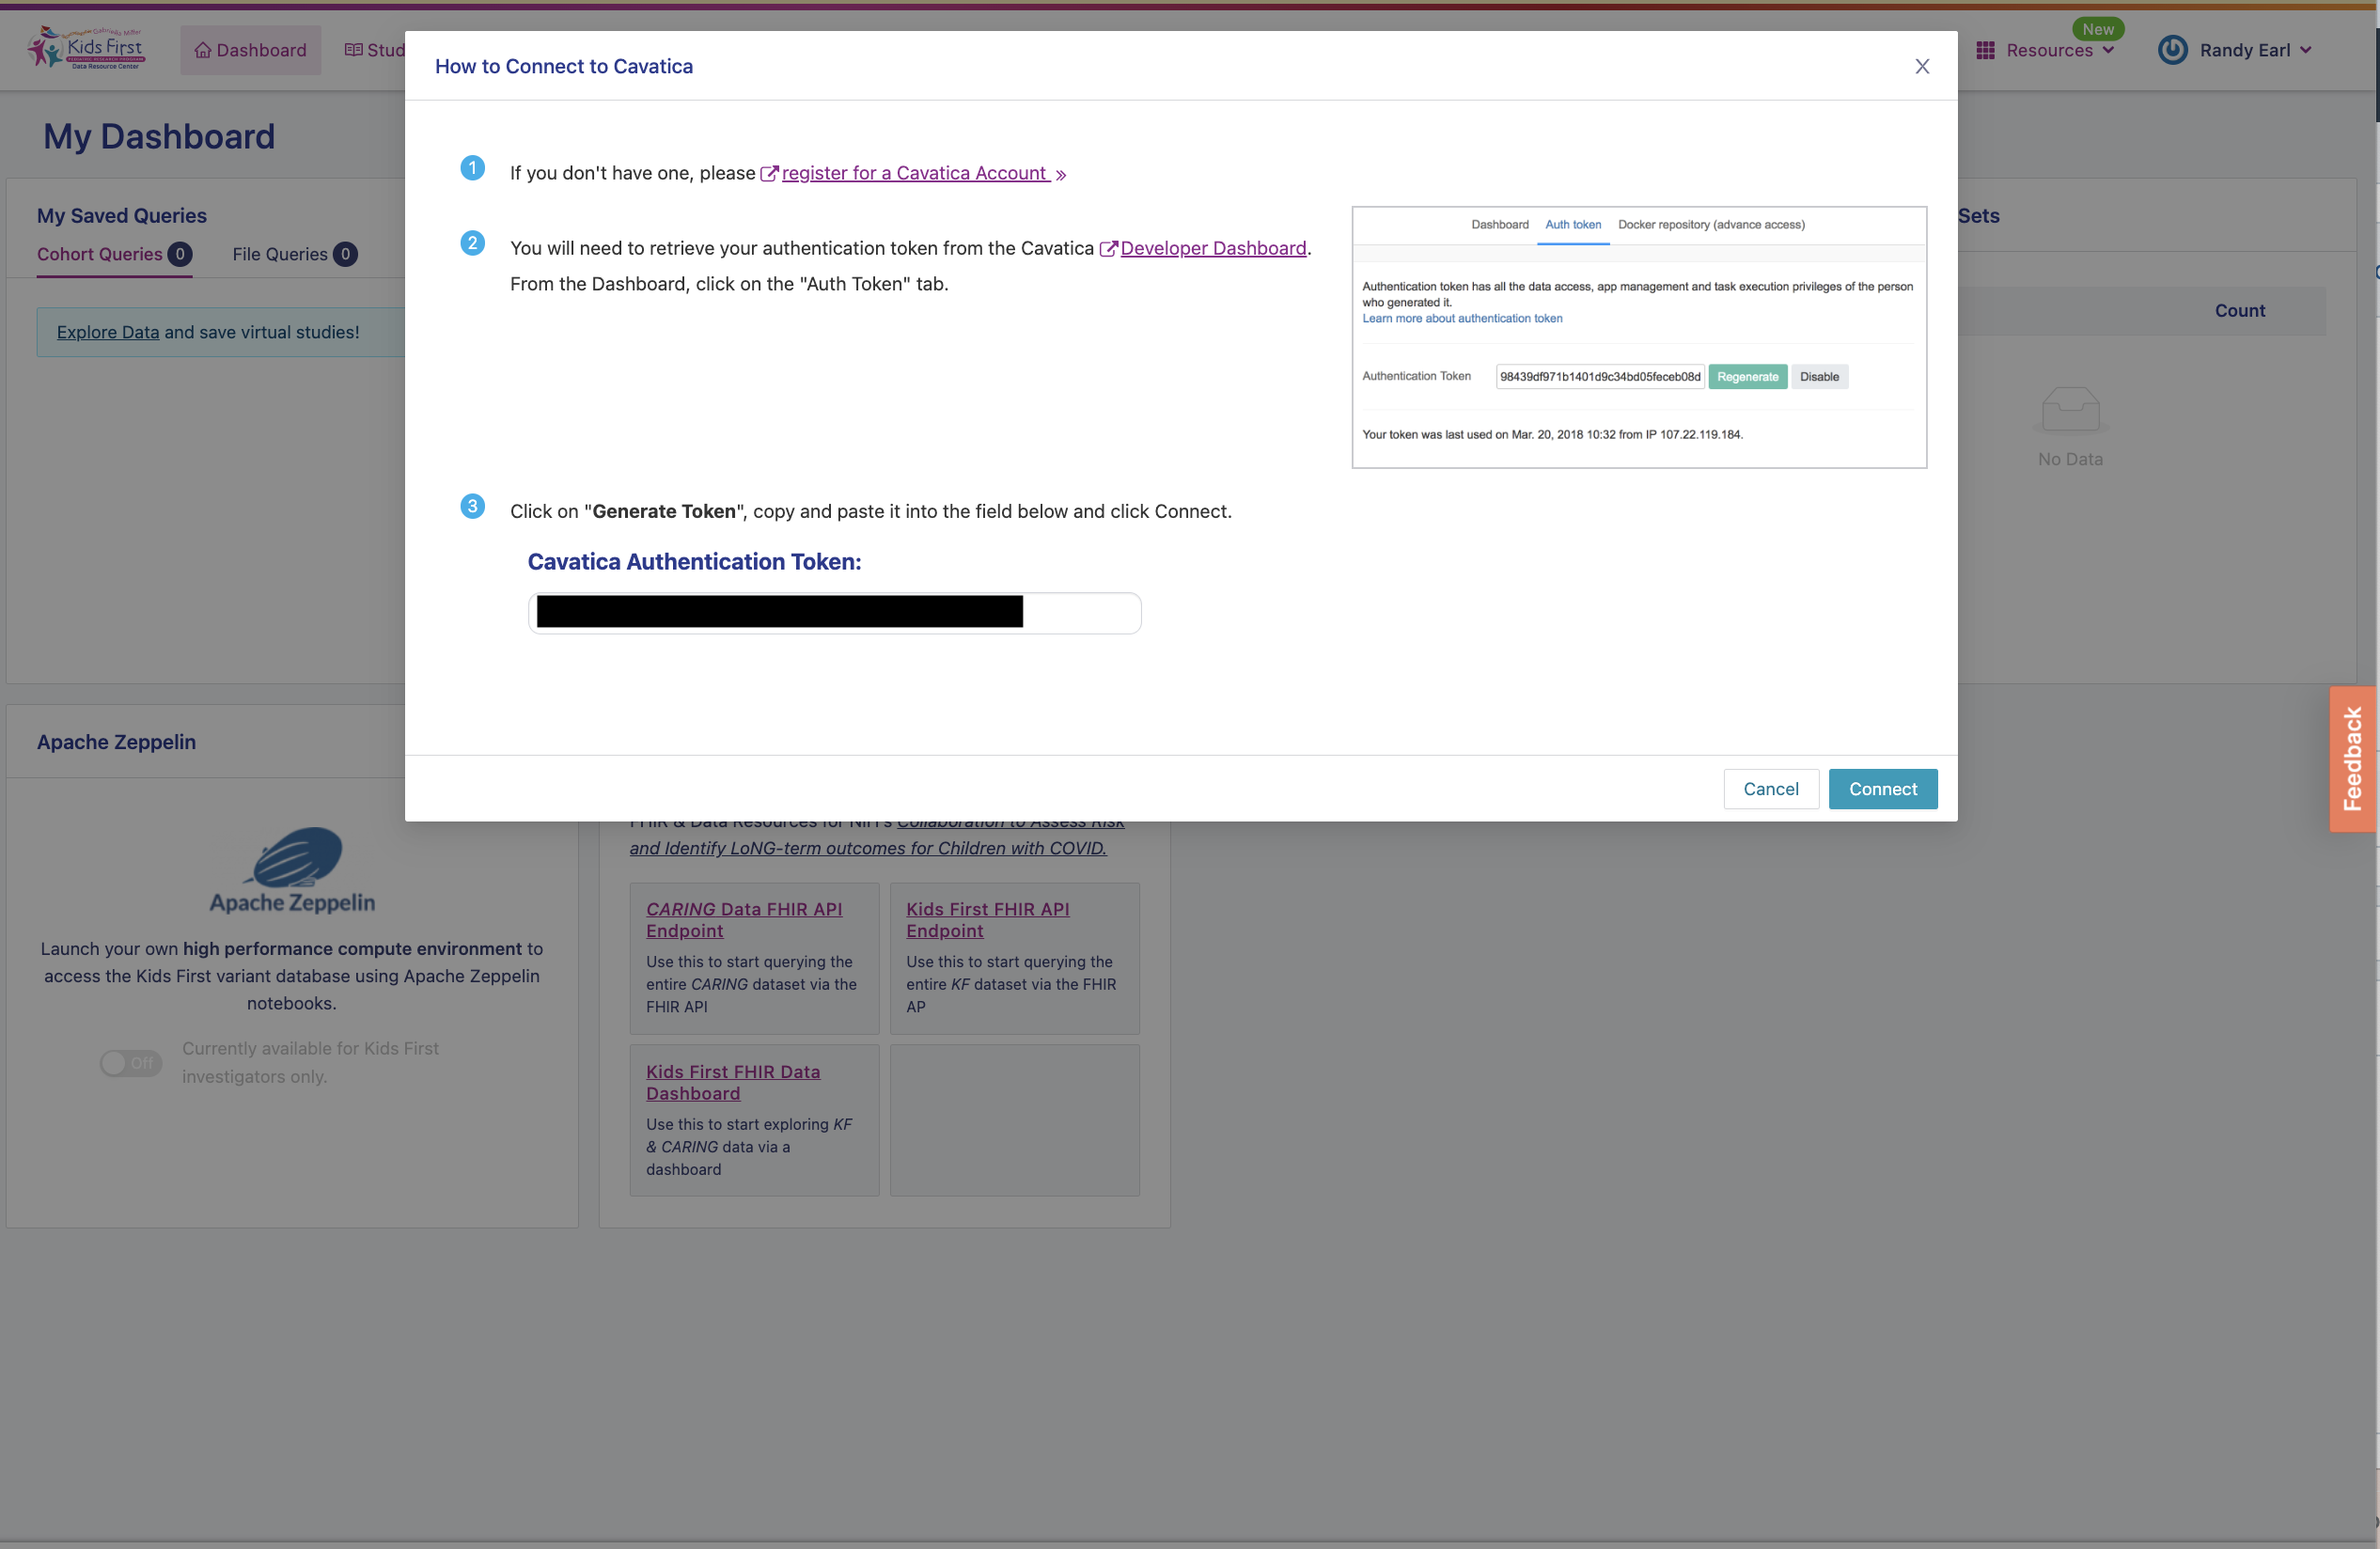 Gabriella Miller
Kids First
Data Resource Center
Dashboard
Stud
New
Resources
Randy Earl
My Dashboard
My Saved Queries
Cohort Queries 0
File Queries 0
Explore Data and save virtual studies!
Sets
Count
No Data
How to Connect to Cavatica
1
If you don't have one, please register for a Cavatica Account »
2
You will need to retrieve your authentication token from the Cavatica Developer Dashboard.
From the Dashboard, click on the "Auth Token" tab.
Dashboard Auth token Docker repository (advance access)
Authentication token has all the data access, app management and task execution privileges of the person
who generated it.
Learn more about authentication token
Authentication Token 98439df971b1401d9c34bd05feceb08d Regenerate Disable
Your token was last used on Mar. 20, 2018 10:32 from IP 107.22.119.184.
3
Click on "Generate Token", copy and paste it into the field below and click Connect.
Cavatica Authentication Token:
Cancel Connect
Feedback
Apache Zeppelin
Apache Zeppelin
Launch your own high performance compute environment to
access the Kids First variant database using Apache Zeppelin
notebooks.
Off
Currently available for Kids First
investigators only.
FHIR & Data Resources for NIH's Collaboration to Assess Risk
and Identify LoNG-term outcomes for Children with COVID.
CARING Data FHIR API
Endpoint
Use this to start querying the
entire CARING dataset via the
FHIR API
Kids First FHIR API
Endpoint
Use this to start querying the
entire KF dataset via the FHIR
AP
Kids First FHIR Data
Dashboard
Use this to start exploring KF
& CARING data via a
dashboard